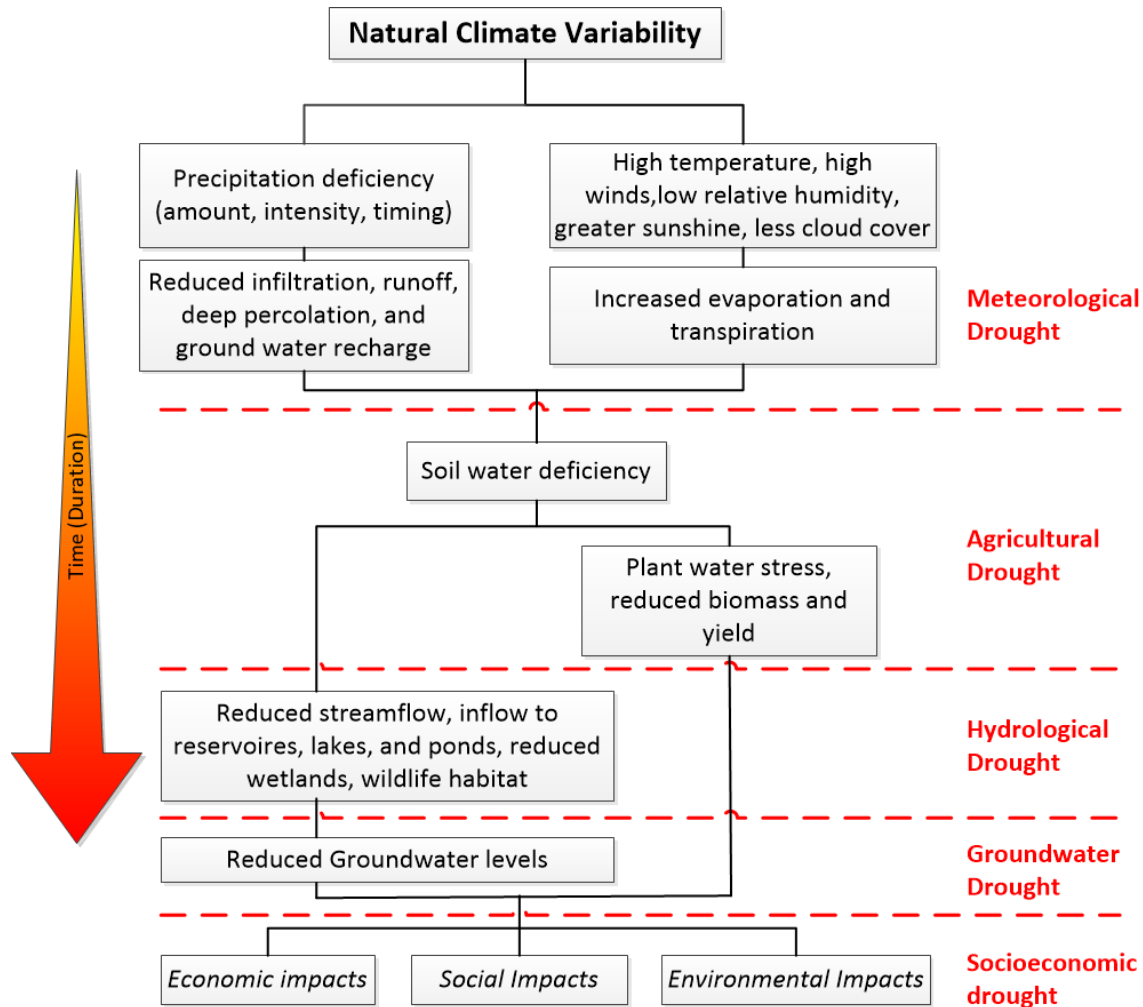 Natural Climate Variability
Precipitation deficiency
(amount, intensity, timing)
High temperature, high
winds,low relative humidity,
greater sunshine, less cloud cover
Reduced infiltration, runoff,
deep percolation, and
ground water recharge
Increased evaporation and
transpiration
Meteorological
Drought
Time (Duration)
Soil water deficiency
Plant water stress,
reduced biomass and
yield
Agricultural
Drought
Reduced streamflow, inflow to
reservoires, lakes, and ponds, reduced
wetlands, wildlife habitat
Hydrological
Drought
Reduced Groundwater levels
Groundwater
Drought
Economic impacts
Social Impacts
Environmental Impacts
Socioeconomic
drought